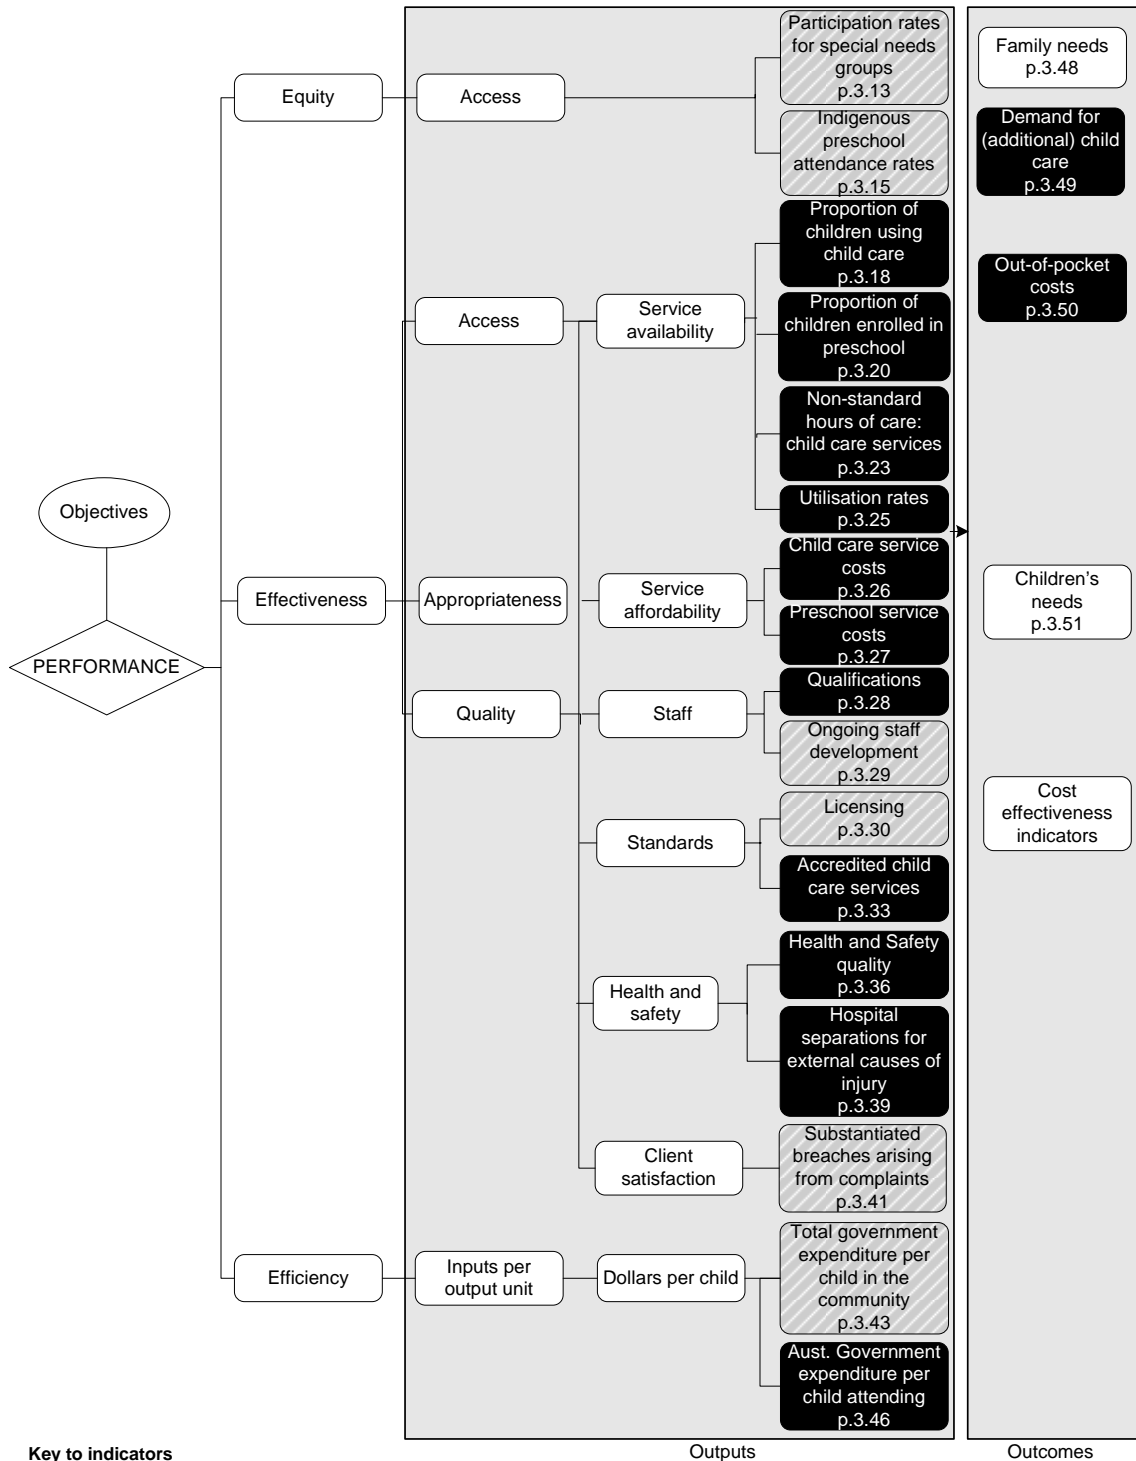 Objectives
PERFORMANCE
Equity
Access
Participation rates
for special needs
groups
p.3.13
Indigenous
preschool
attendance rates
p.3.15
Effectiveness
Access
Service
availability
Proportion of
children using
child care
p.3.18
Proportion of
children enrolled in
preschool
p.3.20
Non-standard
hours of care:
child care services
p.3.23
Utilisation rates
p.3.25
Appropriateness
Service
affordability
Child care service
costs
p.3.26
Preschool service
costs
p.3.27
Quality
Staff
Qualifications
p.3.28
Ongoing staff
development
p.3.29
Standards
Licensing
p.3.30
Accredited child
care services
p.3.33
Health and
safety
Health and Safety
quality
p.3.36
Hospital
separations for
external causes of
injury
p.3.39
Client
satisfaction
Substantiated
breaches arising
from complaints
p.3.41
Efficiency
Inputs per
output unit
Dollars per child
Total government
expenditure per
child in the
community
p.3.43
Aust. Government
expenditure per
child attending
p.3.46
Outputs
Family needs
p.3.48
Demand for
(additional) child
care
p.3.49
Out-of-pocket
costs
p.3.50
Children's
needs
p.3.51
Cost
effectiveness
indicators
Outcomes
Key to indicators